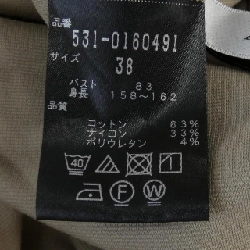 品番
531-0160491
サイズ
38
バスト 83
身長 158~162
品質
コットン 63%
ナイロン 33%
ポリウレタン 4%
40
F W